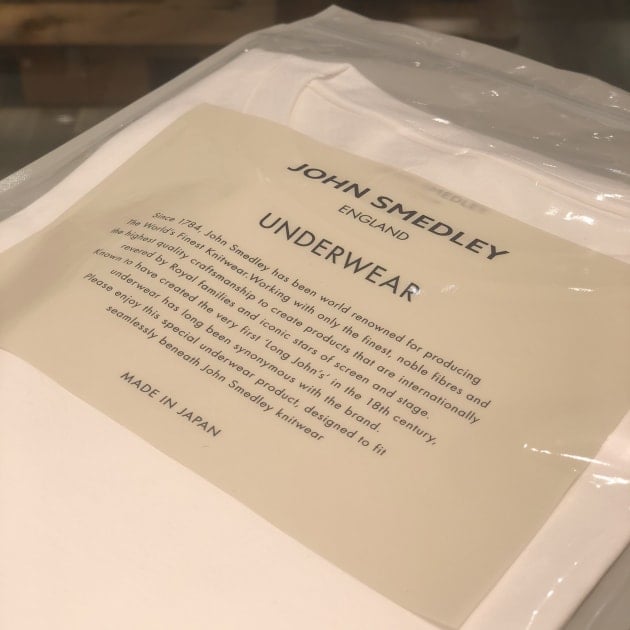 JOHN SMEDLEY
ENGLAND
UNDERWEAR
Since 1784, John Smedley has been world renowned for producing
the World's Finest Knitwear. Working with only the finest, noble fibres and
the highest quality craftsmanship to create products that are internationally
revered by Royal families and iconic stars of screen and stage.
Known to have created the very first 'Long John's' in the 18th century,
underwear has long been synonymous with the brand.
Please enjoy this special underwear product, designed to fit
seamlessly beneath John Smedley knitwear
MADE IN JAPAN